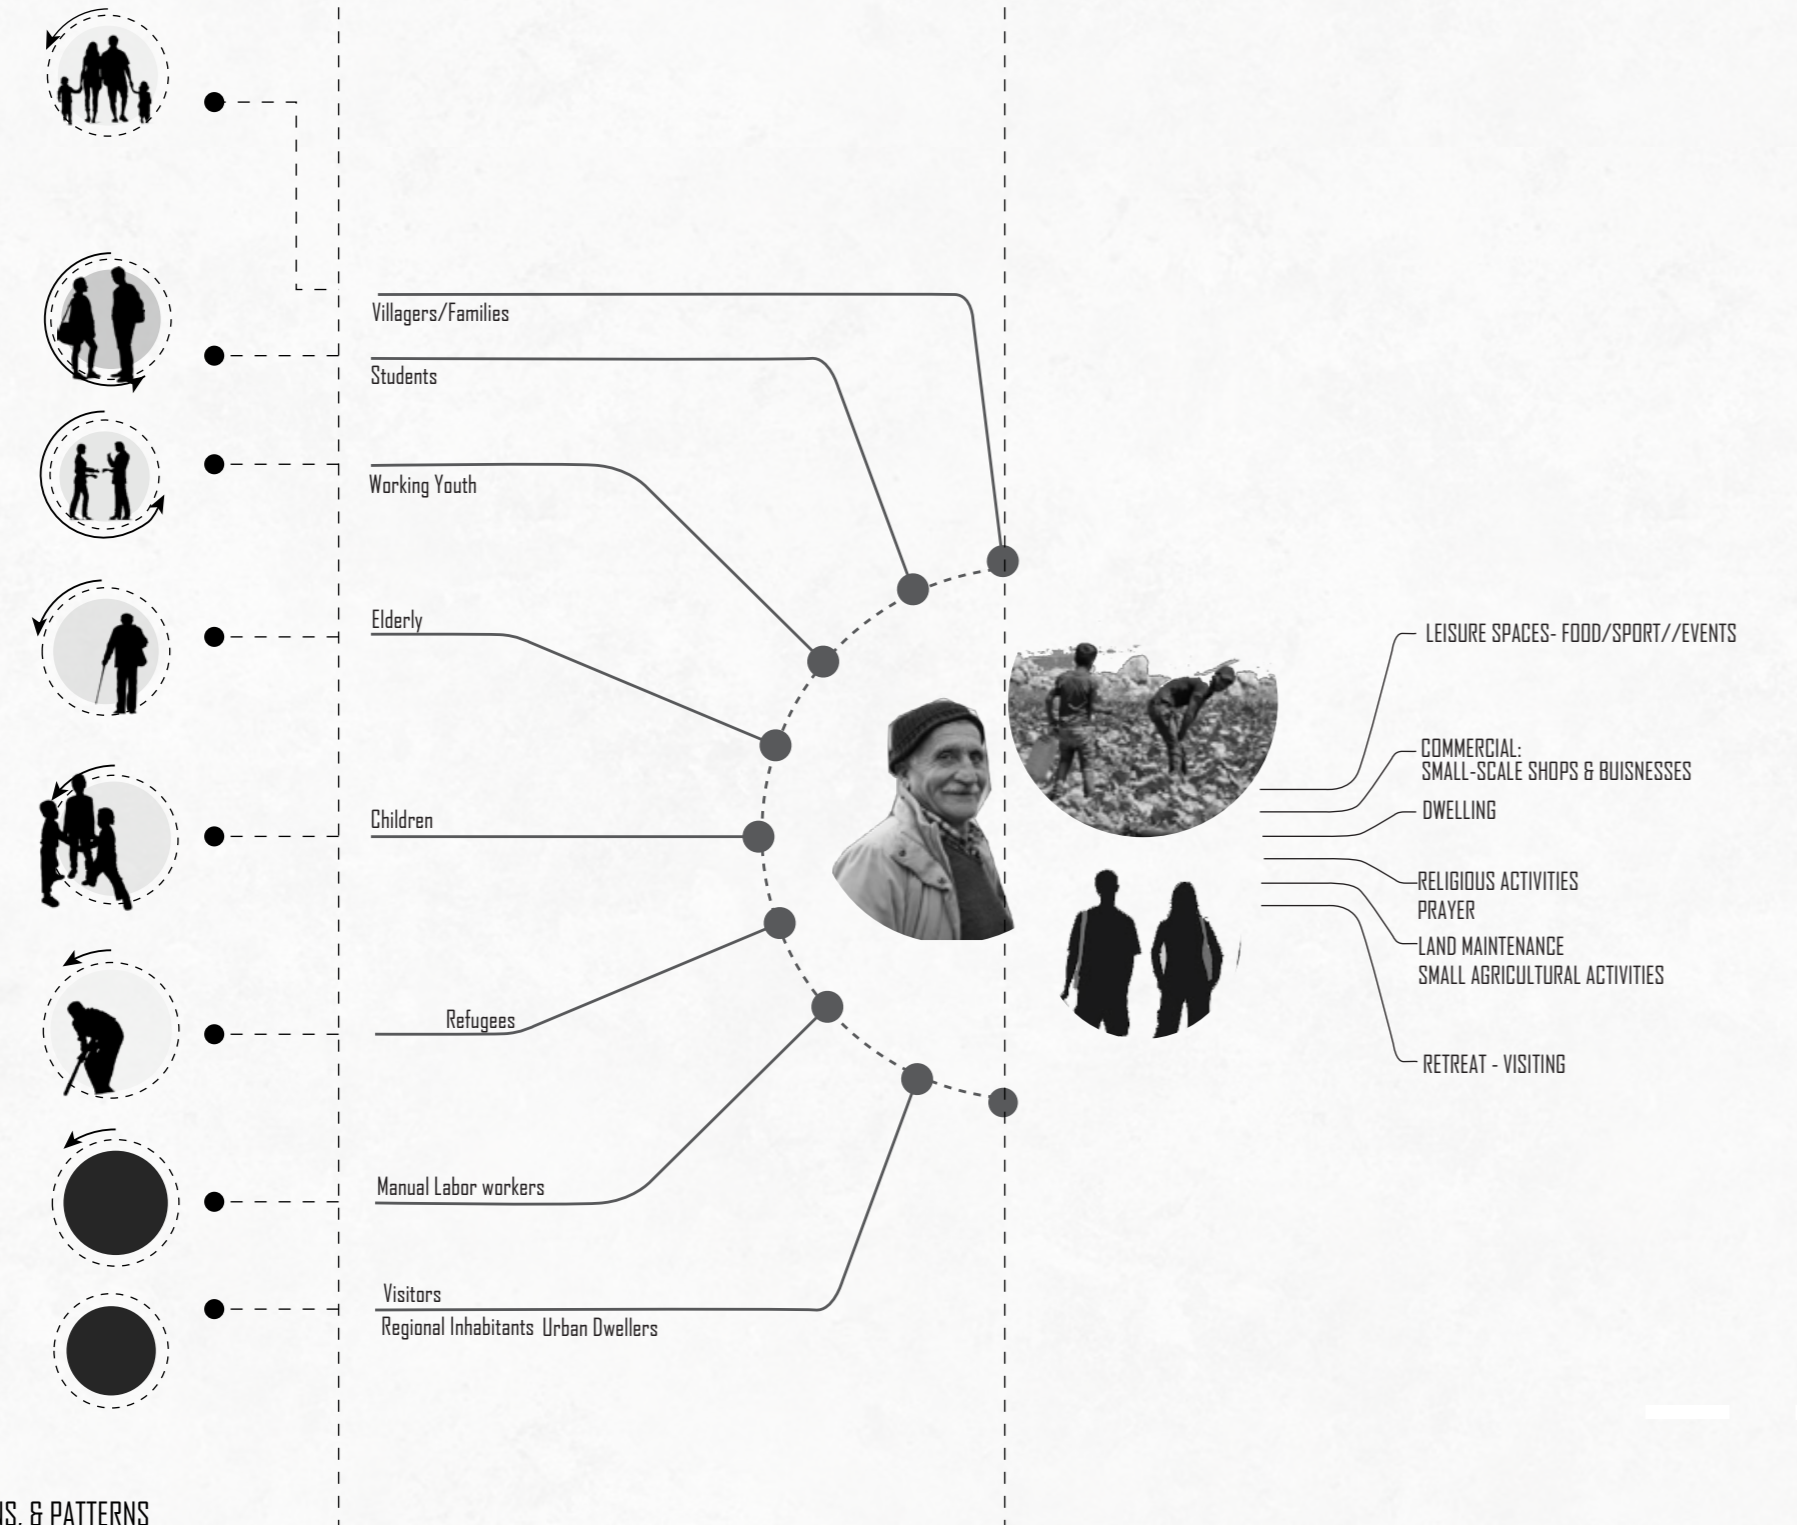 Villagers/Families
Students
Working Youth
Elderly
Children
Refugees
Manual Labor workers
Visitors
Regional Inhabitants Urban Dwellers
LEISURE SPACES- FOOD/SPORT//EVENTS
COMMERCIAL:
SMALL-SCALE SHOPS & BUISNESSES
DWELLING
RELIGIOUS ACTIVITIES
PRAYER
LAND MAINTENANCE
SMALL AGRICULTURAL ACTIVITIES
RETREAT - VISITING
& PATTERNS